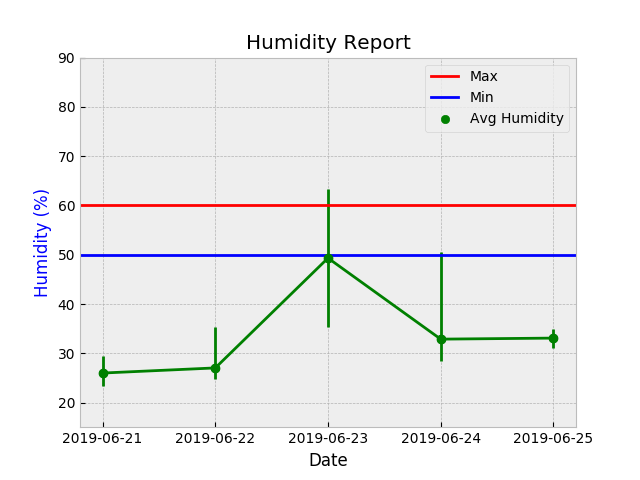 Humidity Report
Max
Min
Avg Humidity
90
80
70
60
50
40
30
20
Humidity (%)
2019-06-21 2019-06-22 2019-06-23 2019-06-24 2019-06-25
Date